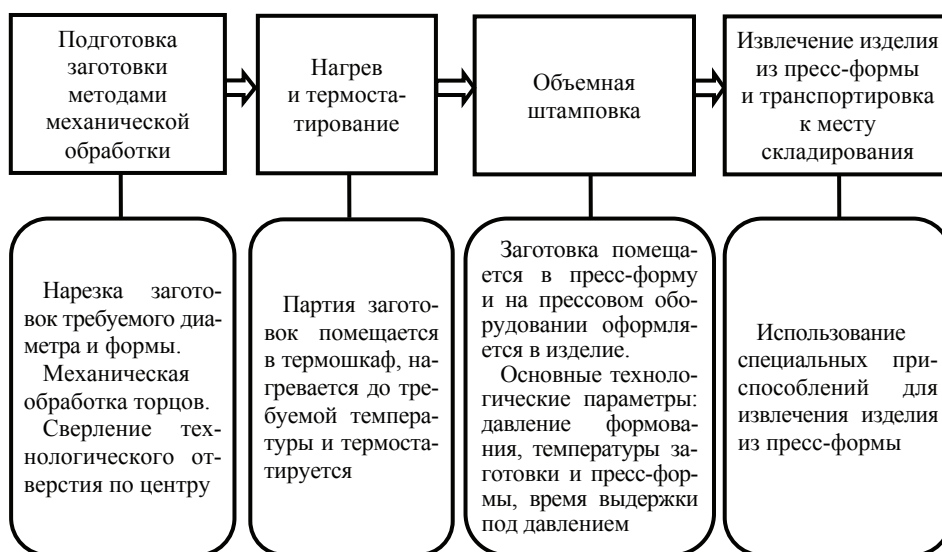 Подготовка
заготовки
методами
механической
обработки
Нагрев
и термоста-
тирование
Объемная
штамповка
Извлечение изделия
из пресс-формы
и транспортировка
к месту
складирования
Нарезка загото-
вок требуемого диа-
метра и формы.
Механическая
обработка торцов.
Сверление тех-
нологического от-
верстия по центру
Партия загото-
вок помещается
в термошкаф, на-
гревается до тре-
буемой темпера-
туры и термоста-
тируется
Заготовка помеща-
ется в пресс-форму
и на прессовом обо-
рудовании оформля-
ется в изделие.
Основные техноло-
гические параметры:
давление формова-
ния, температуры за-
готовки и пресс-фор-
мы, время выдержки
под давлением
Использование
специальных при-
способлений для
извлечения изделия
из пресс-формы